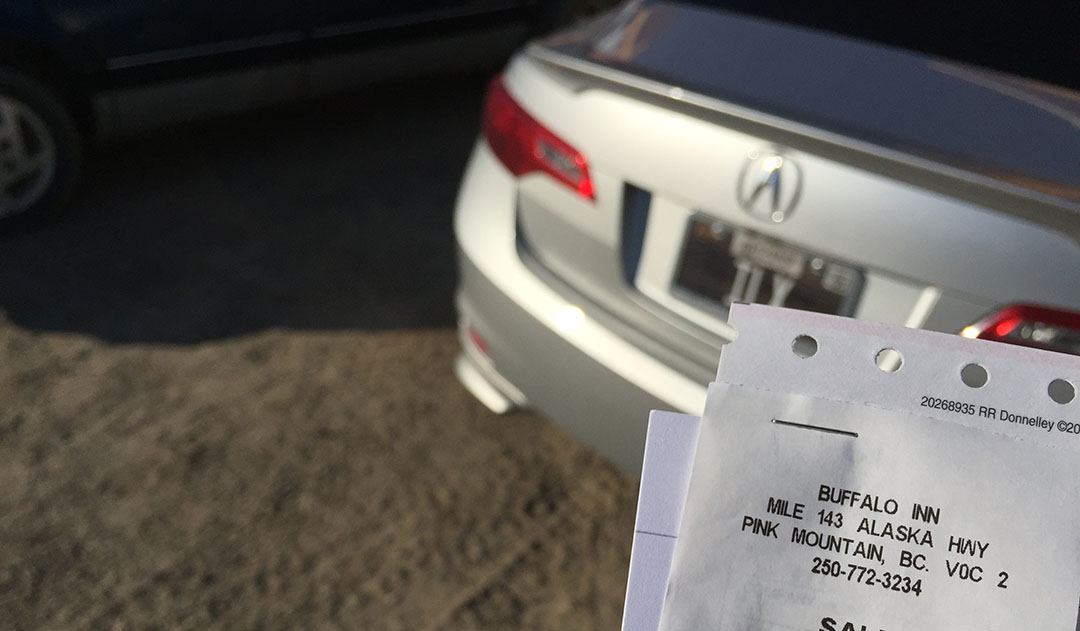 20268935 RR Donnelley ©20
BUFFALO INN
MILE 143 ALASKA HWY
PINK MOUNTAIN, BC. V0C 2
250-772-3234